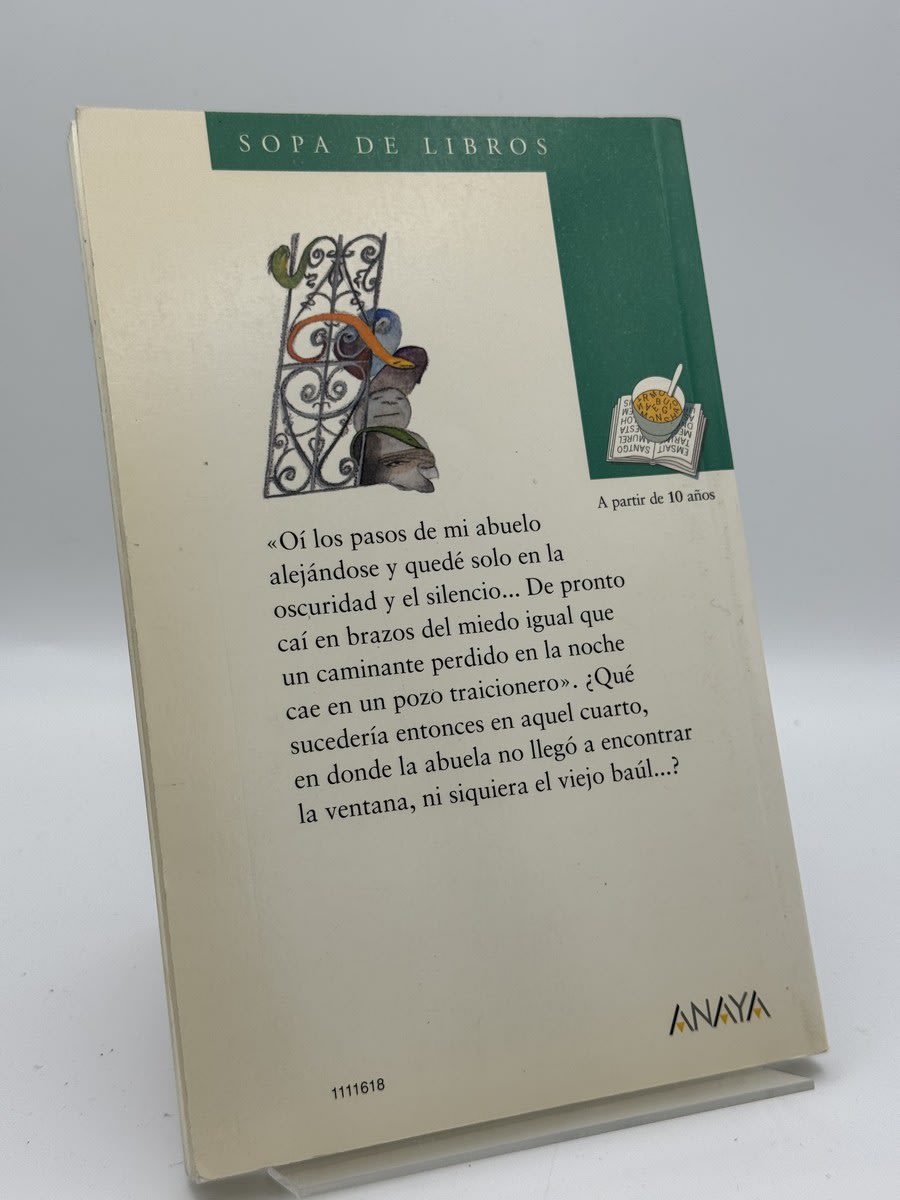 SOPA DE LIBROS
A partir de 10 años
«Oí los pasos de mi abuelo
alejándose y quedé solo en la
oscuridad y el silencio... De pronto
caí en brazos del miedo igual que
un caminante perdido en la noche
cae en un pozo traicionero». ¿Qué
sucedería entonces en aquel cuarto,
en donde la abuela no llegó a encontrar
la ventana, ni siquiera el viejo baúl...?
ANAYA
1111618